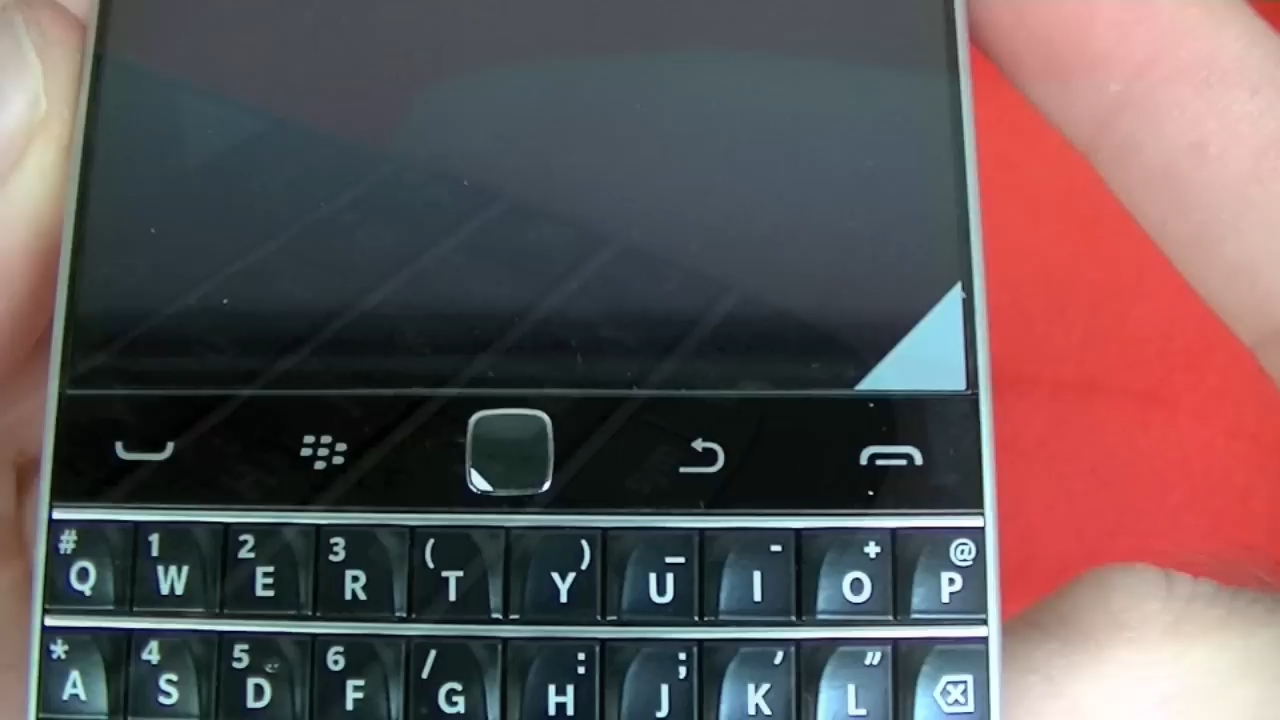 # 1 2 3 ( ) _ - + @
Q W E R T Y U I O P
* 4 5 6 / : ; ’ ”
A S D F G H J K L